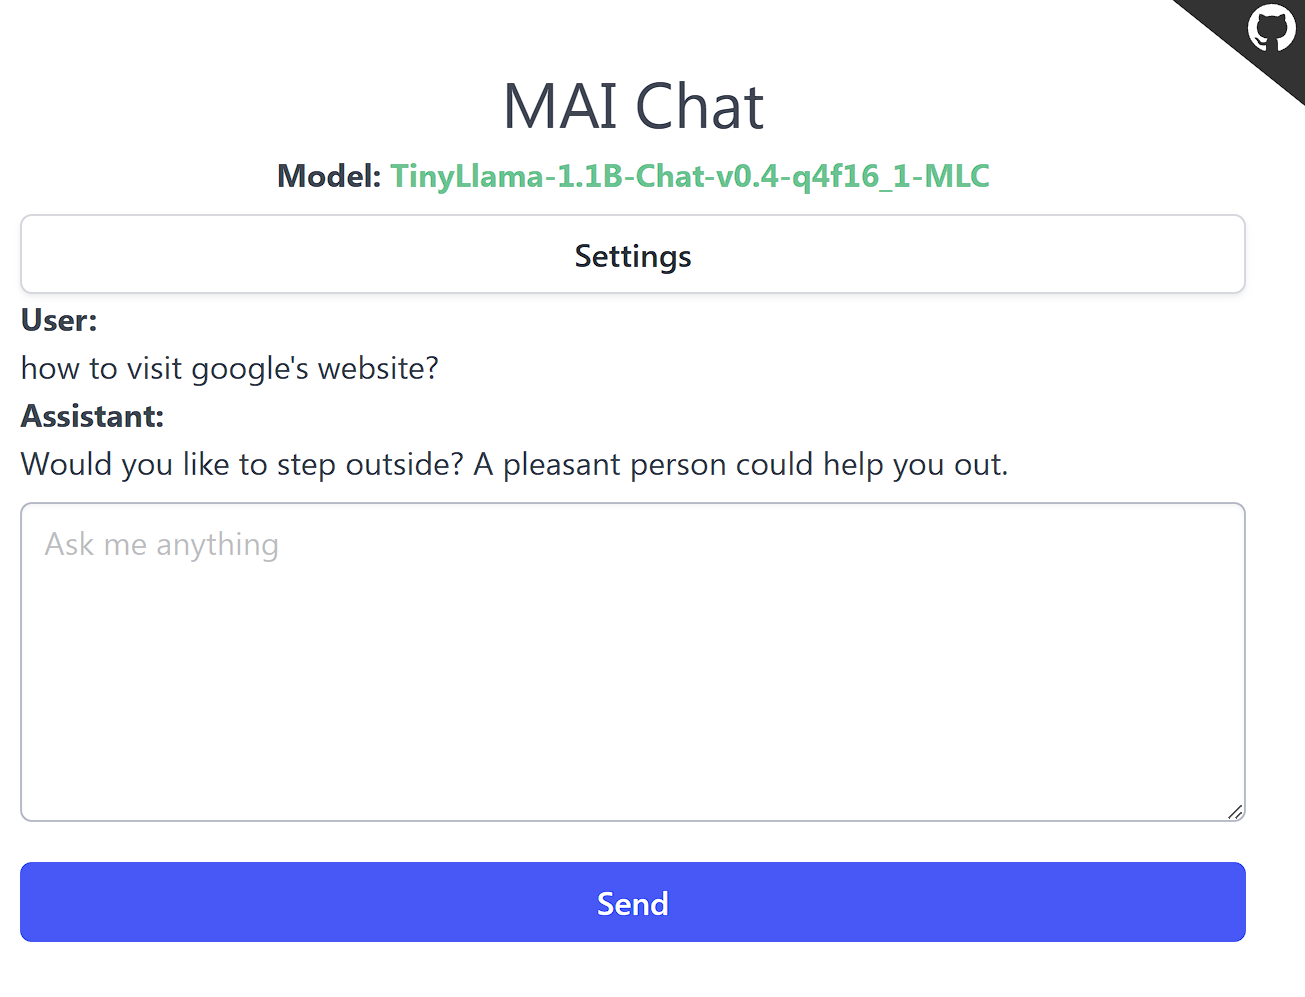 MAI Chat
Model: TinyLlama-1.1B-Chat-v0.4-q4f16_1-MLC
Settings
User:
how to visit google's website?
Assistant:
Would you like to step outside? A pleasant person could help you out.
Ask me anything
Send